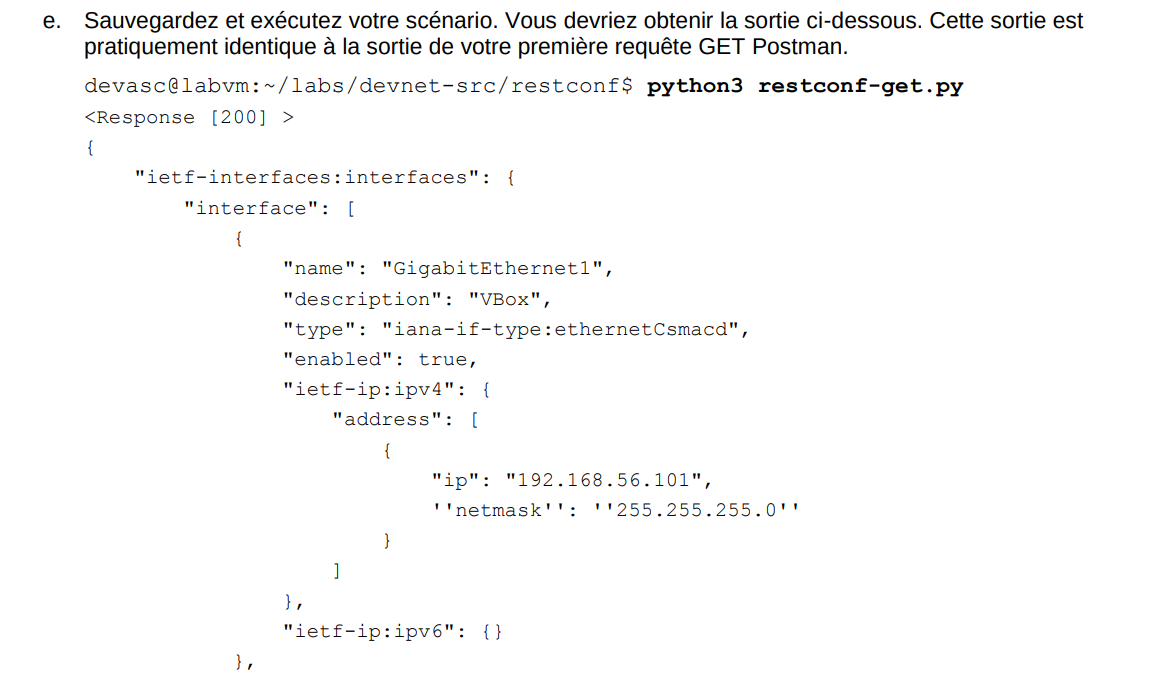 e. Sauvegardez et exécutez votre scénario. Vous devriez obtenir la sortie ci-dessous. Cette sortie est
pratiquement identique à la sortie de votre première requête GET Postman.
devasc@labvm:~/labs/devnet-src/restconf$ python3 restconf-get.py
<Response [200] >
{
    "ietf-interfaces:interfaces": {
        "interface": [
            {
                "name": "GigabitEthernet1",
                "description": "VBox",
                "type": "iana-if-type:ethernetCsmacd",
                "enabled": true,
                "ietf-ip:ipv4": {
                    "address": [
                        {
                            "ip": "192.168.56.101",
                            ''netmask'': ''255.255.255.0''
                        }
                    ]
                },
                "ietf-ip:ipv6": {}
            },